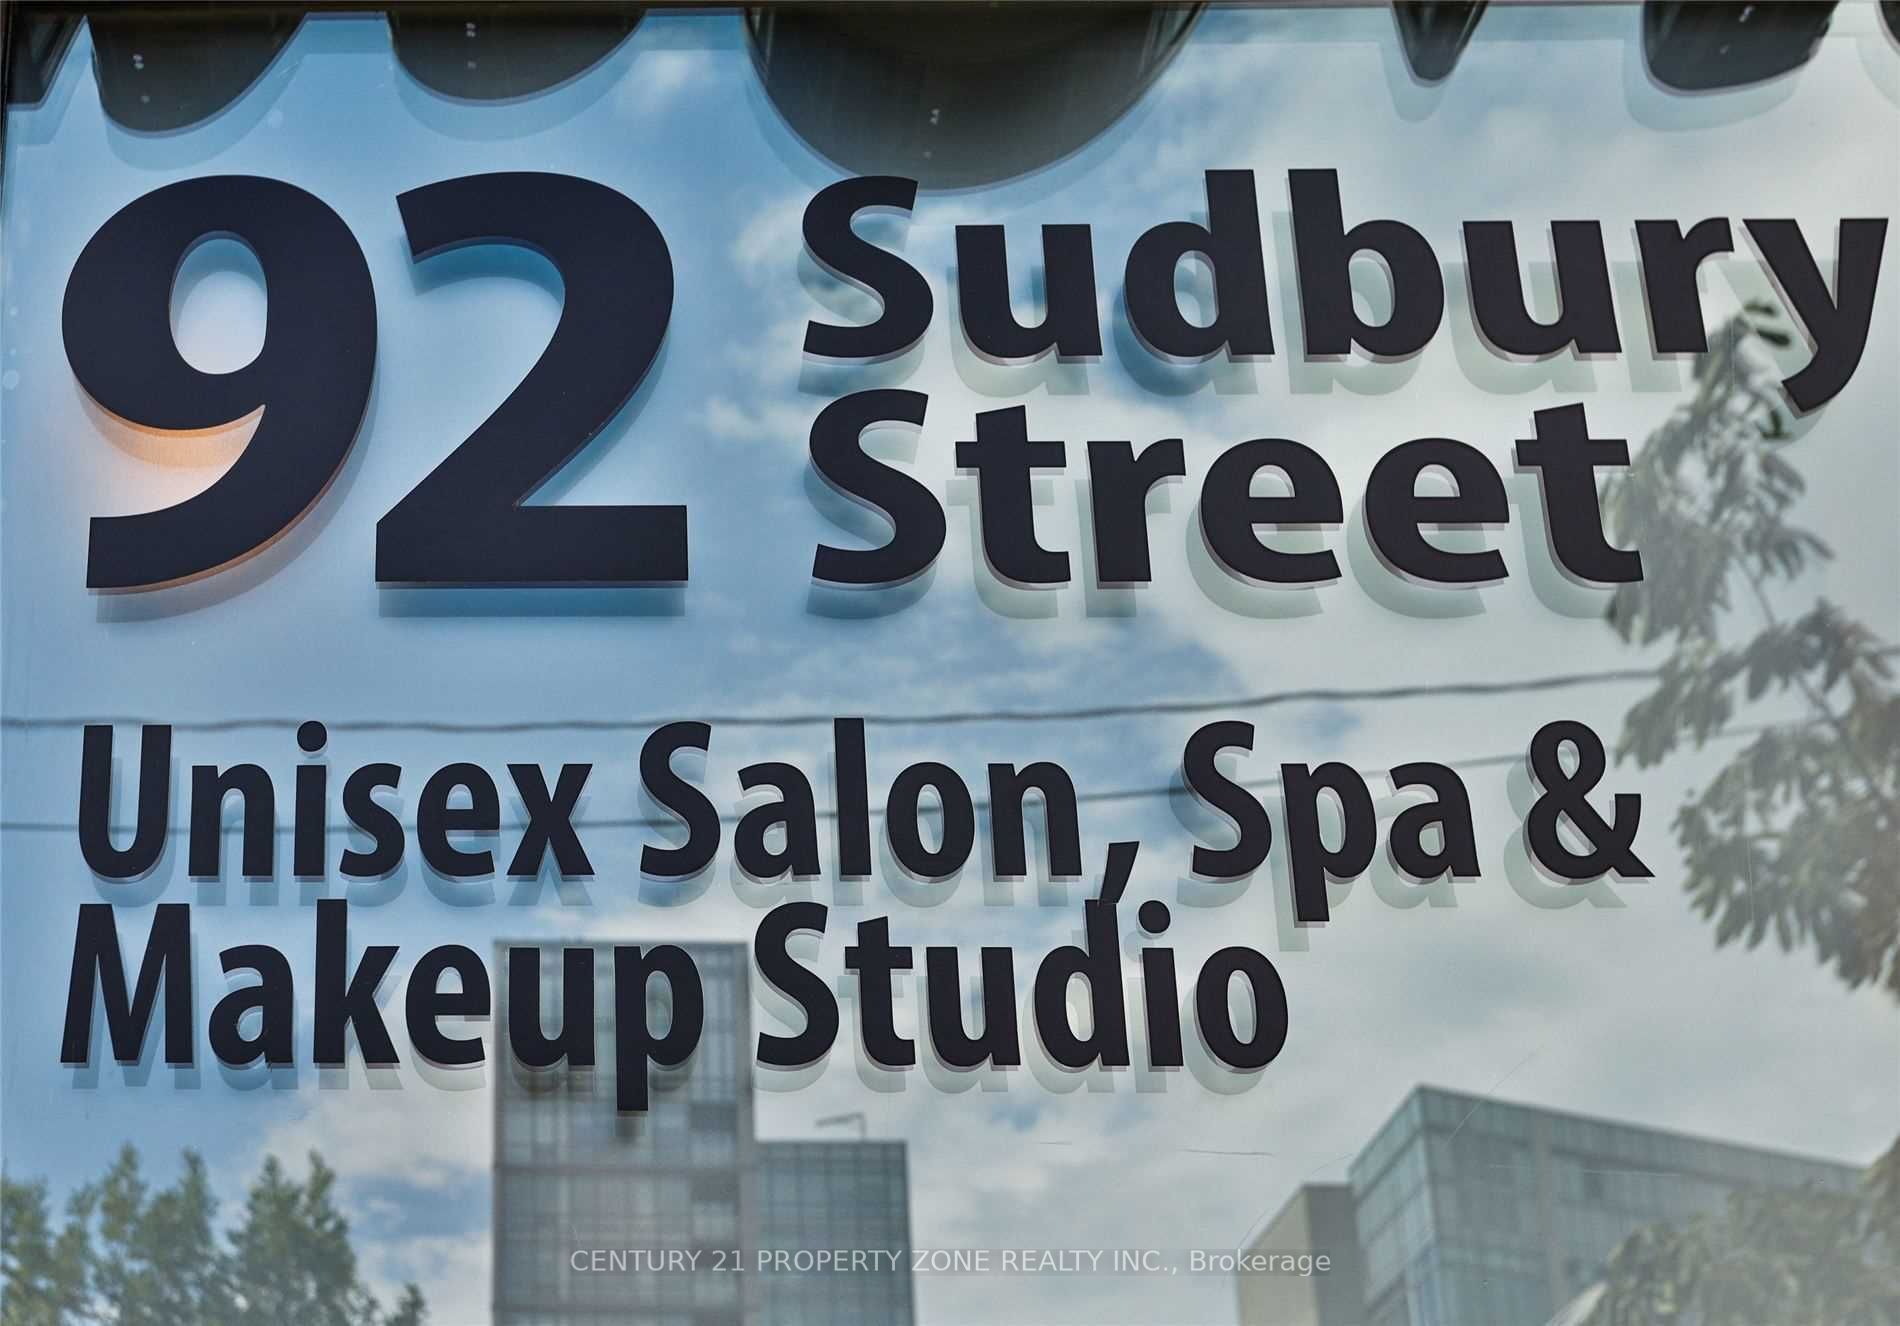 92 Sudbury
Street
Unisex Salon, Spa &
Makeup Studio
CENTURY 21 PROPERTY ZONE REALTY INC., Brokerage